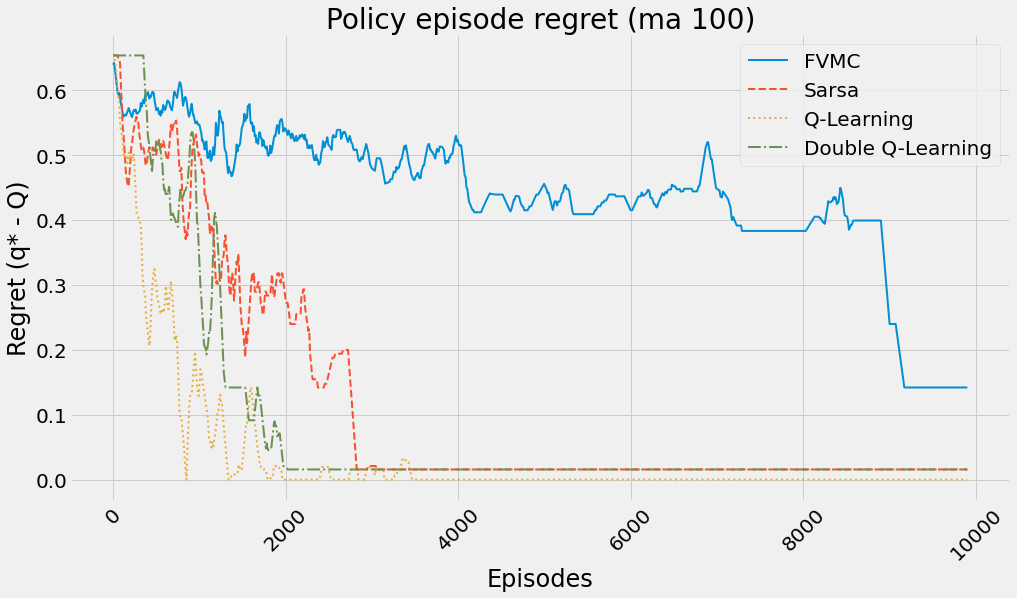 Policy episode regret (ma 100)
FVMC
Sarsa
Q-Learning
Double Q-Learning
Regret (q* - Q)
0.6
0.5
0.4
0.3
0.2
0.1
0.0
0
2000
4000
6000
8000
10000
Episodes